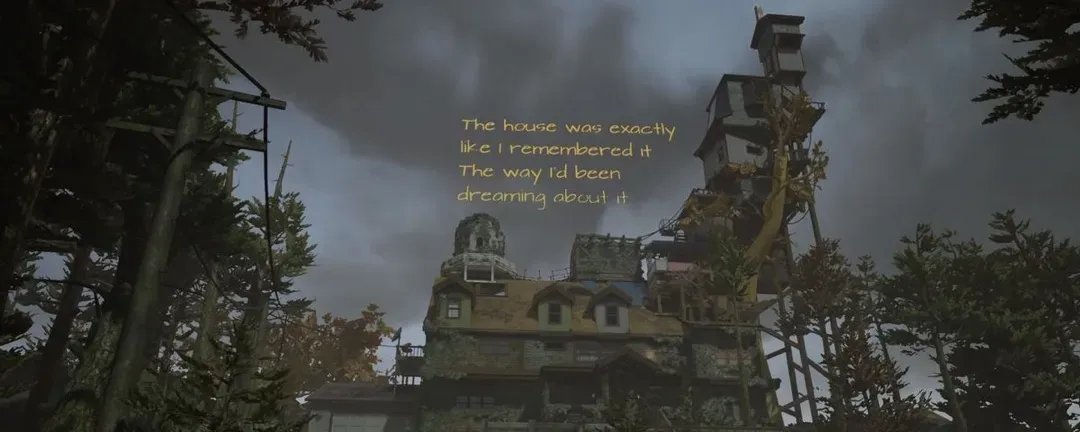 The house was exactly
like I remembered it
The way I'd been
dreaming about it